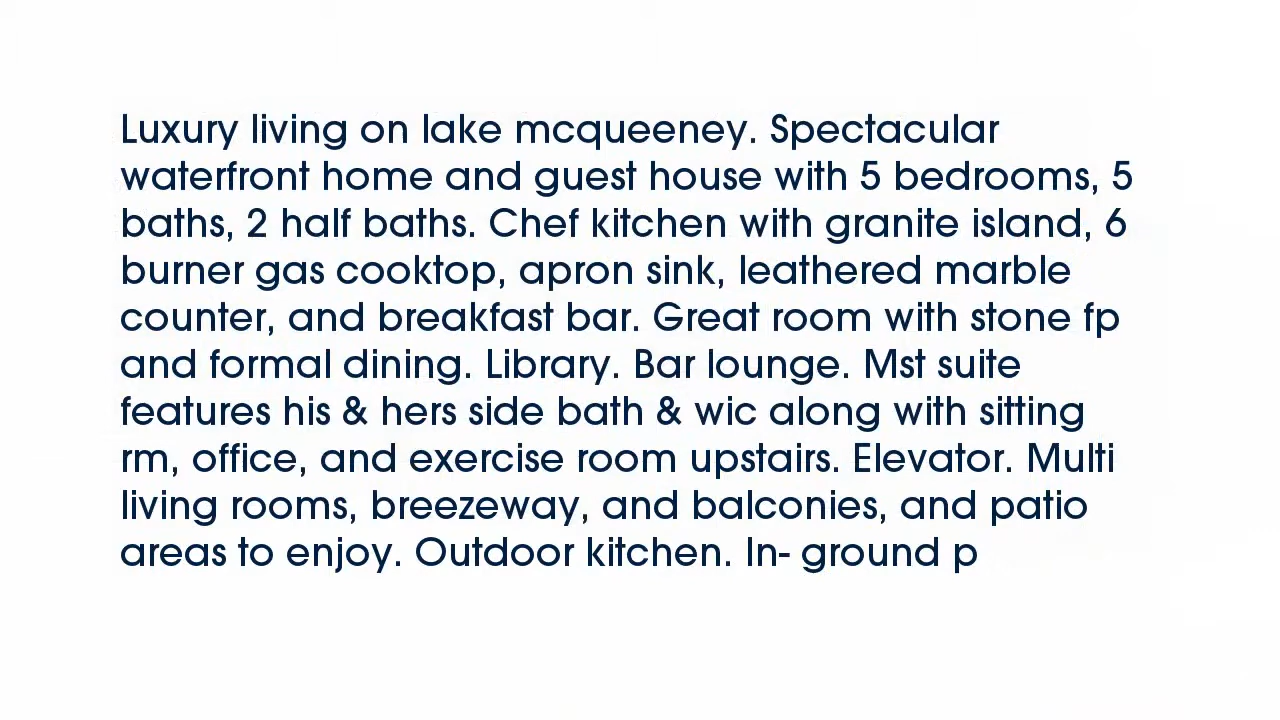 Luxury living on lake mcqueeney. Spectacular
waterfront home and guest house with 5 bedrooms, 5
baths, 2 half baths. Chef kitchen with granite island, 6
burner gas cooktop, apron sink, leathered marble
counter, and breakfast bar. Great room with stone fp
and formal dining. Library. Bar lounge. Mst suite
features his & hers side bath & wic along with sitting
rm, office, and exercise room upstairs. Elevator. Multi
living rooms, breezeway, and balconies, and patio
areas to enjoy. Outdoor kitchen. In- ground p